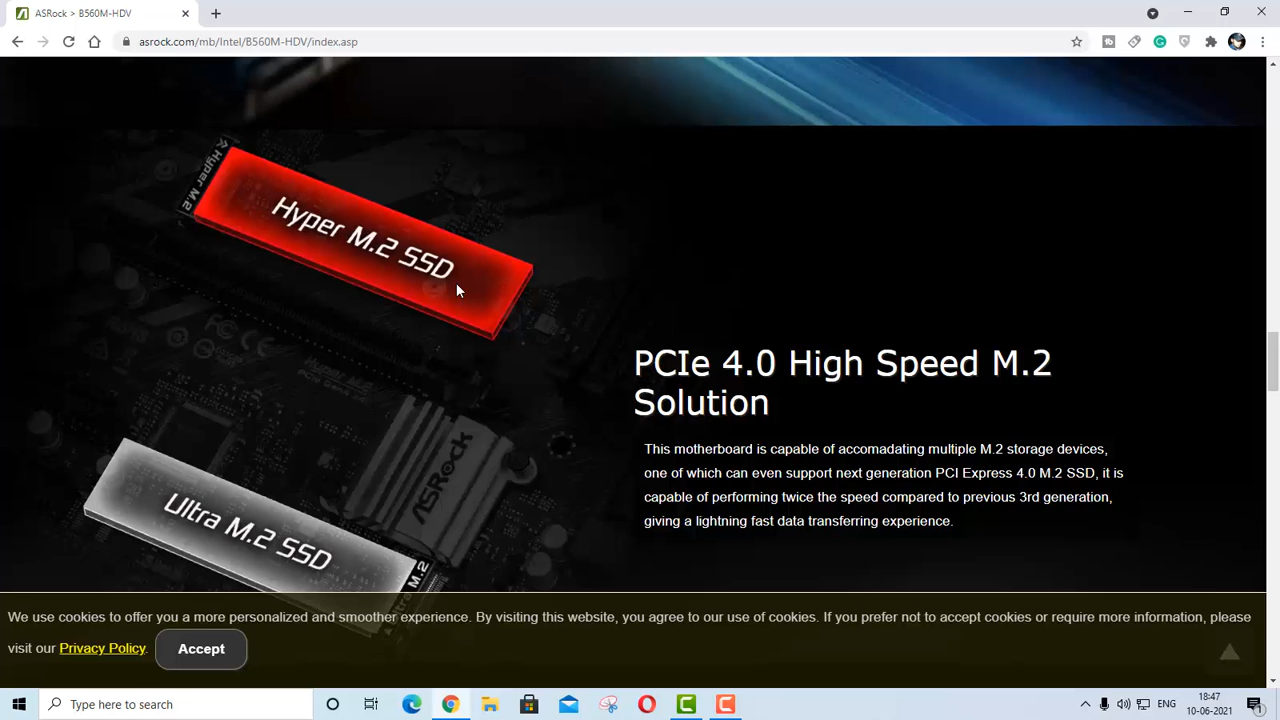 ASRock > B560M-HDV
asrock.com/mb/Intel/B560M-HDV/index.asp
Hyper M.2
Hyper M.2 SSD
PCIe 4.0 High Speed M.2
Solution
This motherboard is capable of accomadating multiple M.2 storage devices,
one of which can even support next generation PCI Express 4.0 M.2 SSD, it is
capable of performing twice the speed compared to previous 3rd generation,
giving a lightning fast data transferring experience.
ASRock
Ultra M.2 SSD
We use cookies to offer you a more personalized and smoother experience. By visiting this website, you agree to our use of cookies. If you prefer not to accept cookies or require more information, please
visit our Privacy Policy. Accept
Type here to search
ENG
18:47
10-06-2021